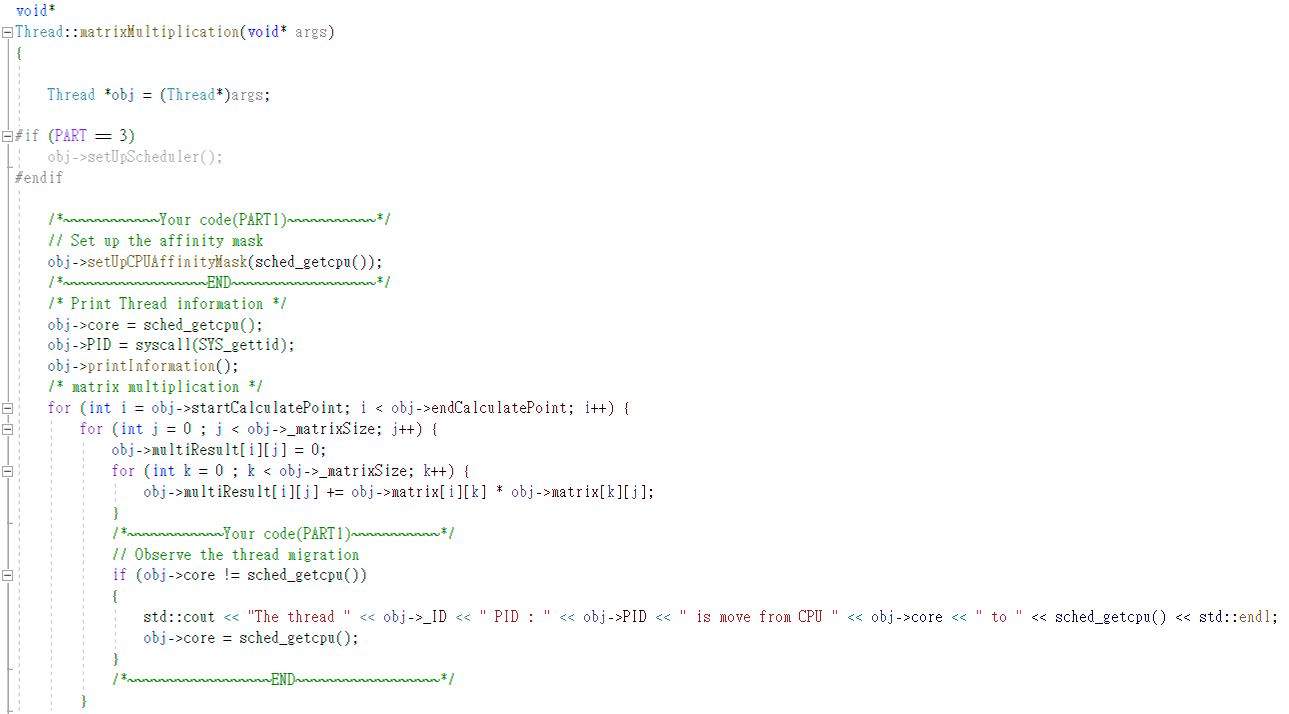 void*
Thread::matrixMultiplication(void* args)
{
Thread *obj = (Thread*)args;
#if (PART == 3)
obj->setUpScheduler();
#endif
/*~~~~~~~~~~~~Your code(PART1)~~~~~~~~~~~*/
// Set up the affinity mask
obj->setUpCPUAffinityMask(sched_getcpu());
/*~~~~~~~~~~~~~~~~~~END~~~~~~~~~~~~~~~~~~*/
/* Print Thread information */
obj->core = sched_getcpu();
obj->PID = syscall(SYS_gettid);
obj->printInformation();
/* matrix multiplication */
for (int i = obj->startCalculatePoint; i < obj->endCalculatePoint; i++) {
for (int j = 0 ; j < obj->_matrixSize; j++) {
obj->multiResult[i][j] = 0;
for (int k = 0 ; k < obj->_matrixSize; k++) {
obj->multiResult[i][j] += obj->matrix[i][k] * obj->matrix[k][j];
}
/*~~~~~~~~~~~~Your code(PART1)~~~~~~~~~~~*/
// Observe the thread migration
if (obj->core != sched_getcpu())
{
std::cout << "The thread " << obj->_ID << " PID : " << obj->PID << " is move from CPU " << obj->core << " to " << sched_getcpu() << std::endl;
obj->core = sched_getcpu();
}
/*~~~~~~~~~~~~~~~~~~END~~~~~~~~~~~~~~~~~~*/
}